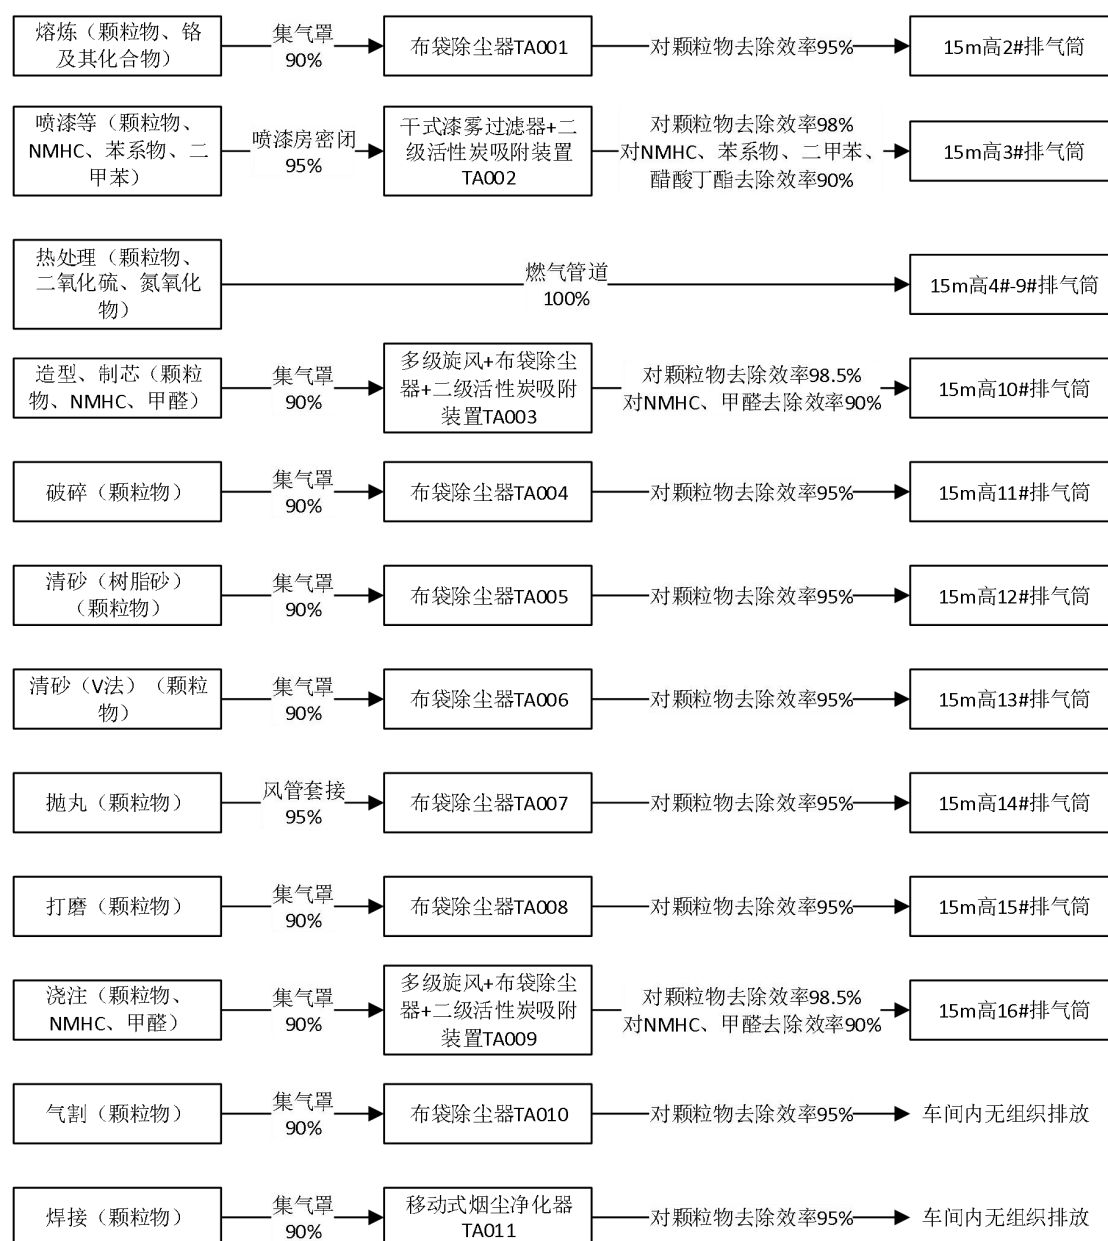 熔炼（颗粒物、铬
及其化合物）
集气罩
90%
布袋除尘器TA001
对颗粒物去除效率95%
15m高2#排气筒
喷漆等（颗粒物、
NMHC、苯系物、二
甲苯）
喷漆房密闭
95%
干式漆雾过滤器+二
级活性炭吸附装置
TA002
对颗粒物去除效率98%
对NMHC、苯系物、二甲苯、
醋酸丁酯去除效率90%
15m高3#排气筒
热处理（颗粒物、
二氧化硫、氮氧化
物）
燃气管道
100%
15m高4#-9#排气筒
造型、制芯（颗粒
物、NMHC、甲醛）
集气罩
90%
多级旋风+布袋除尘
器+二级活性炭吸附
装置TA003
对颗粒物去除效率98.5%
对NMHC、甲醛去除效率90%
15m高10#排气筒
破碎（颗粒物）
集气罩
90%
布袋除尘器TA004
对颗粒物去除效率95%
15m高11#排气筒
清砂（树脂砂）
（颗粒物）
集气罩
90%
布袋除尘器TA005
对颗粒物去除效率95%
15m高12#排气筒
清砂（V法）（颗粒
物）
集气罩
90%
布袋除尘器TA006
对颗粒物去除效率95%
15m高13#排气筒
抛丸（颗粒物）
风管套接
95%
布袋除尘器TA007
对颗粒物去除效率95%
15m高14#排气筒
打磨（颗粒物）
集气罩
90%
布袋除尘器TA008
对颗粒物去除效率95%
15m高15#排气筒
浇注（颗粒物、
NMHC、甲醛）
集气罩
90%
多级旋风+布袋除尘
器+二级活性炭吸附
装置TA009
对颗粒物去除效率98.5%
对NMHC、甲醛去除效率90%
15m高16#排气筒
气割（颗粒物）
集气罩
90%
布袋除尘器TA010
对颗粒物去除效率95%
车间内无组织排放
焊接（颗粒物）
集气罩
90%
移动式烟尘净化器
TA011
对颗粒物去除效率95%
车间内无组织排放